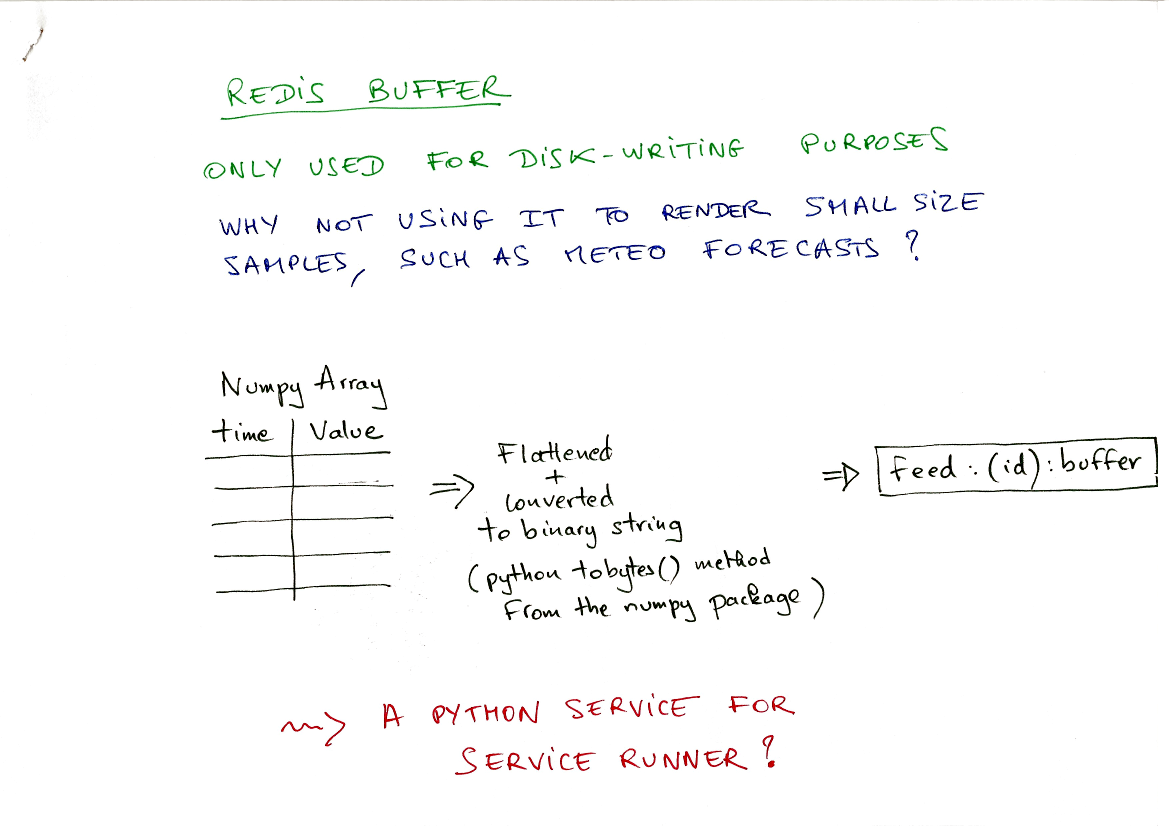 REDiS BUFFER
ONLY USED FOR DiSK-WRiTiNG PURPOSES
WHY NOT USiNG IT TO RENDER SMALL SiZE
SAMPLES, SUCH AS METEO FORECASTS ?
Numpy Array
time | Value
=> Flattened
+
Converted
to binary string
(python tobytes() method
From the numpy package)
=> feed : (id) : buffer
~~> A PYTHON SERViCE FOR
SERViCE RUNNER ?